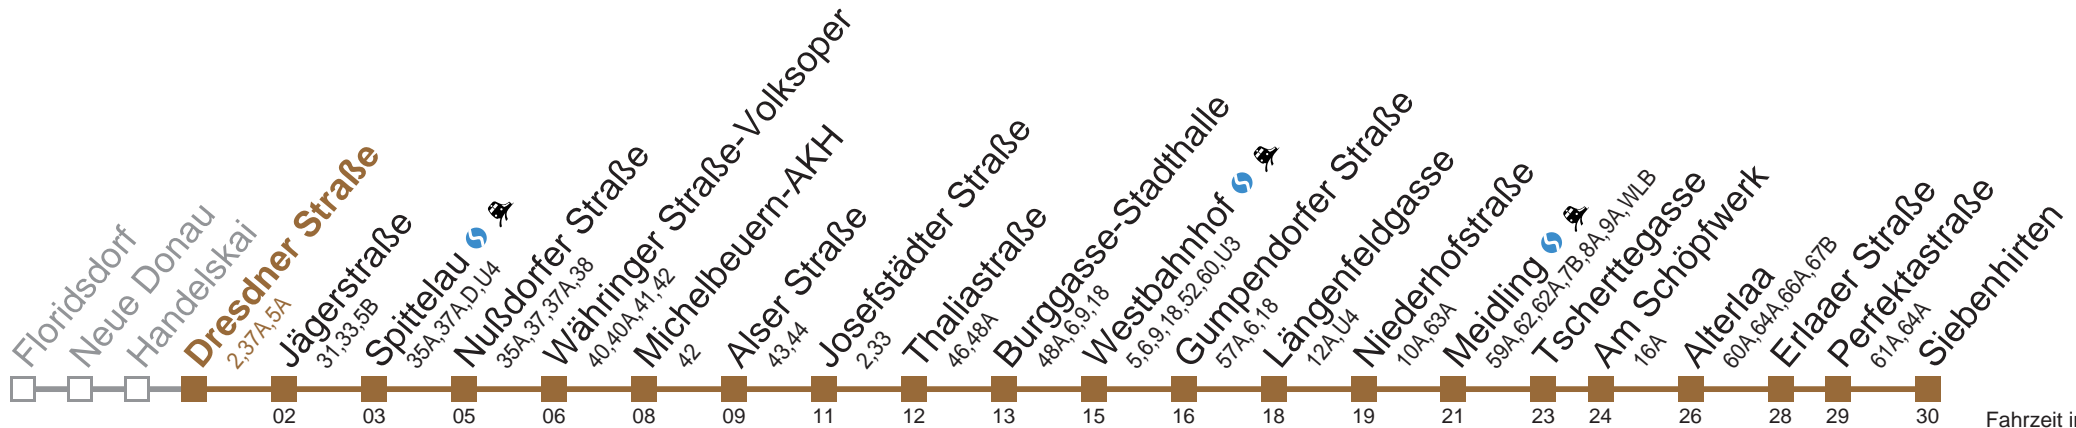 Floridsdorf
Neue Donau
Handelskai
Dresdner Straße
2,37A,5A
Jägerstraße
31,33,5B
Spittelau
35A,37A,D,U4
Nußdorfer Straße
35A,37,37A,38
Währinger Straße-Volksoper
40,40A,41,42
Michelbeuern-AKH
42
Alser Straße
43,44
Josefstädter Straße
2,33
Thaliastraße
46,48A
Burggasse-Stadthalle
48A,6,9,18
Westbahnhof
5,6,9,18,52,60,U3
Gumpendorfer Straße
57A,6,18
Längenfeldgasse
12A,U4
Niederhofstraße
10A,63A
Meidling
59A,62,62A,7B,8A,9A,WLB
Tscherttegasse
Am Schöpfwerk
16A
Alterlaa
60A,64A,66A,67B
Erlaaer Straße
Perfektastraße
61A,64A
Siebenhirten
02 03 05 06 08 09 11 12 13 15 16 18 19 21 23 24 26 28 29 30 Fahrzeit in